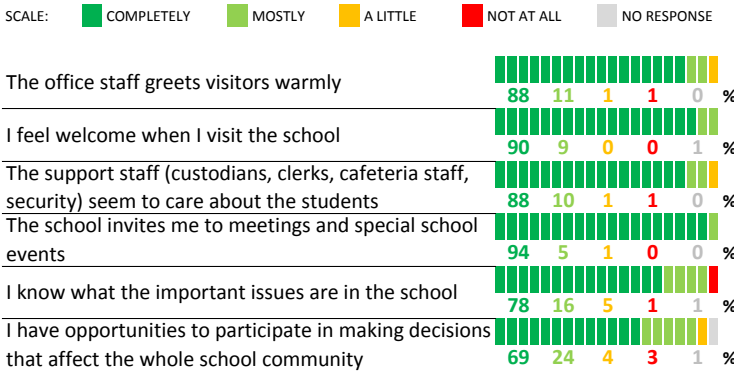 SCALE: COMPLETELY MOSTLY A LITTLE NOT AT ALL NO RESPONSE
The office staff greets visitors warmly
88 11 1 1 0 %
I feel welcome when I visit the school
90 9 0 0 1 %
The support staff (custodians, clerks, cafeteria staff,
security) seem to care about the students
88 10 1 1 0 %
The school invites me to meetings and special school
events
94 5 1 0 0 %
I know what the important issues are in the school
78 16 5 1 1 %
I have opportunities to participate in making decisions
that affect the whole school community
69 24 4 3 1 %